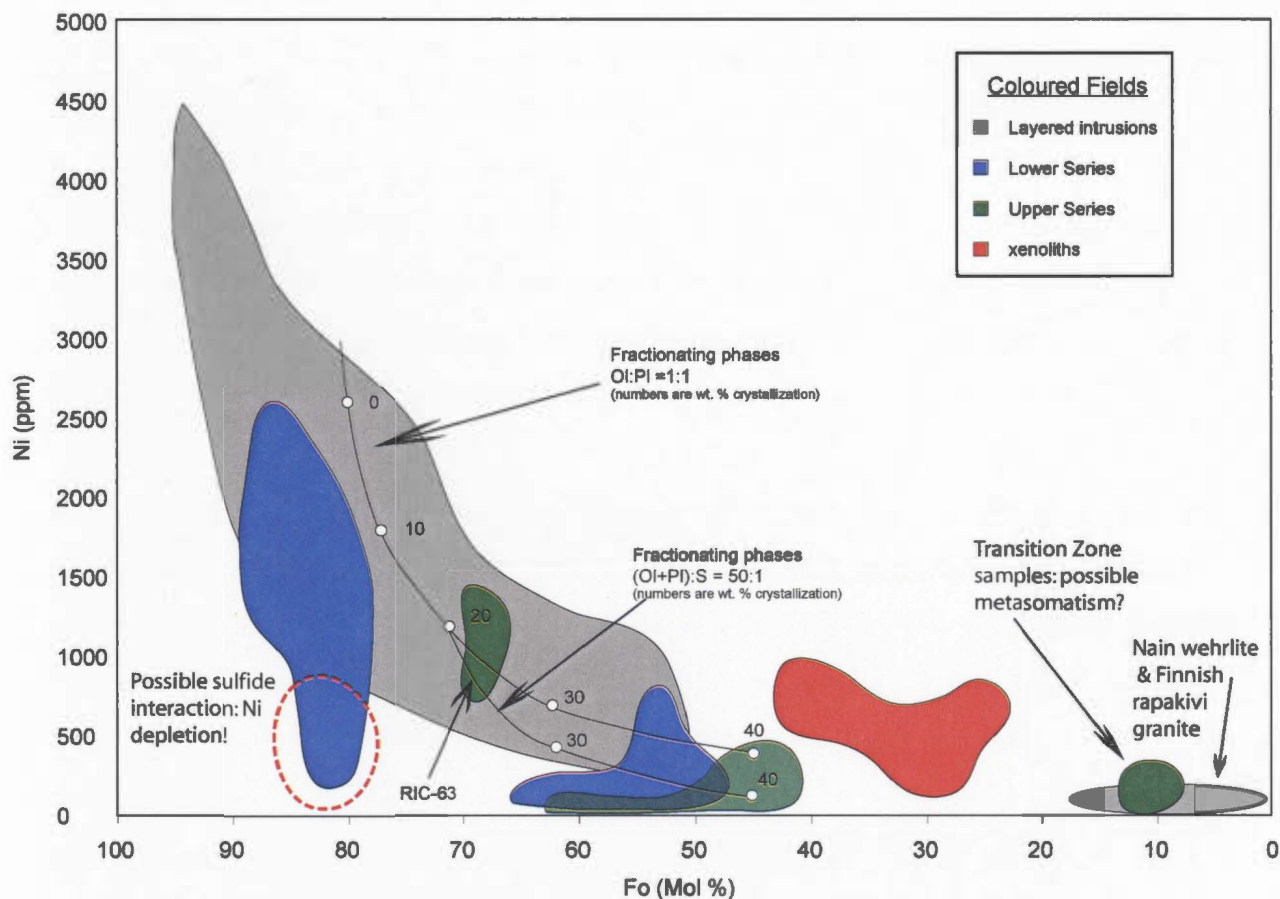 5000
4500
4000
3500
3000
2500
2000
1500
1000
500
0
Ni (ppm)
Coloured Fields
Layered intrusions
Lower Series
Upper Series
xenoliths
Fractionating phases
Ol:Pl =1:1
(numbers are wt. % crystallization)
0
10
Fractionating phases
(Ol+Pl):S = 50:1
(numbers are wt. % crystallization)
20
30
30
40
40
Possible sulfide
interaction: Ni
depletion!
RIC-63
Transition Zone
samples: possible
metasomatism?
Nain wehrlite
& Finnish
rapakivi
granite
100
90
80
70
60
50
40
30
20
10
0
Fo (Mol %)